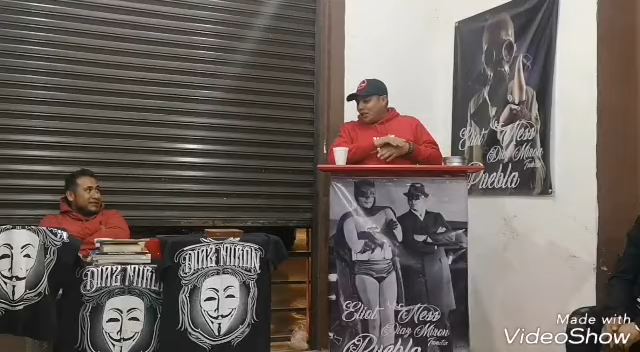 Eliot Ness
Diaz Miron
Puebla
Eliot Ness
Diaz Miron
Puebla
DIAZ MIRON
DIAZ MIRON
Made with
VideoShow